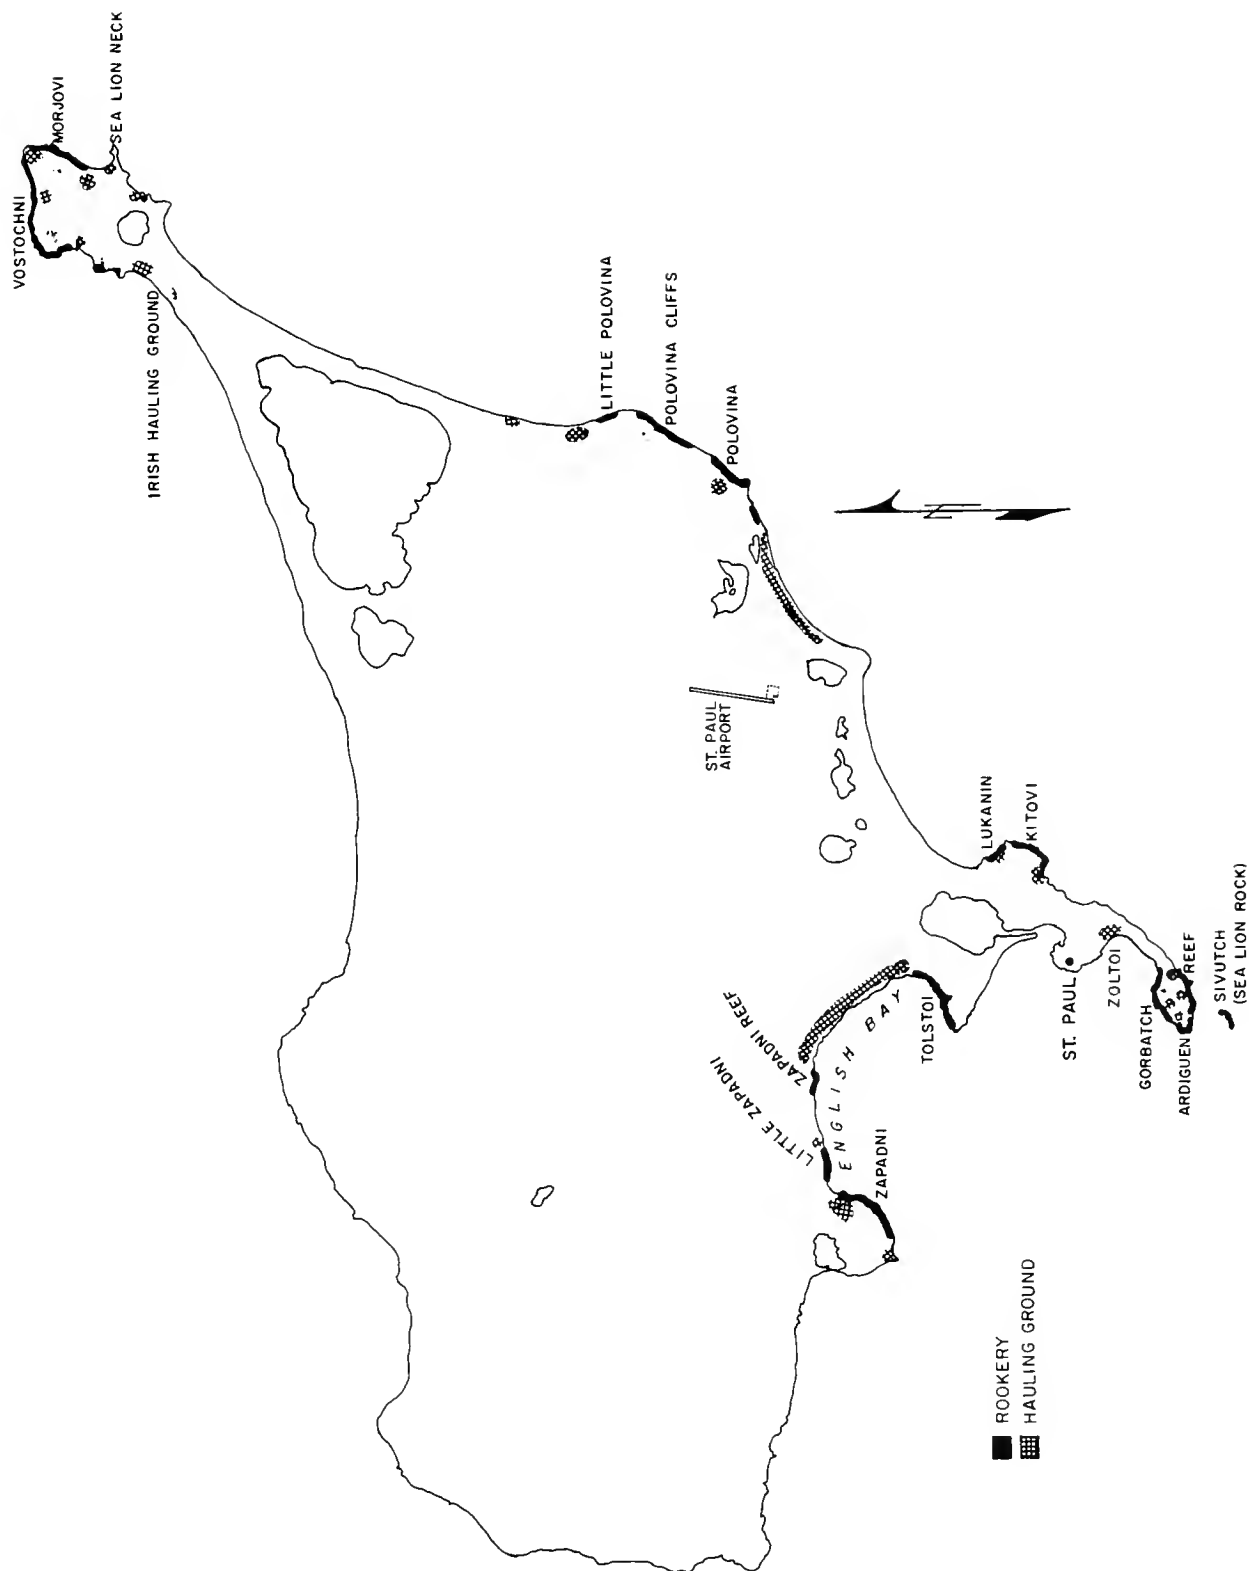 VOSTOCHNI
MORJOVI
SEA LION NECK
IRISH HAULING GROUND
LITTLE POLOVINA
POLOVINA CLIFFS
POLOVINA
ST. PAUL
AIRPORT
LUKANIN
KITOVI
ZAPADNI REEF
LITTLE ZAPADNI
ENGLISH BAY
ZAPADNI
TOLSTOI
ST. PAUL
ZOLTOI
GORBATCH
REEF
ARDIGUEN
SIVUTCH
(SEA LION ROCK)
ROOKERY
HAULING GROUND